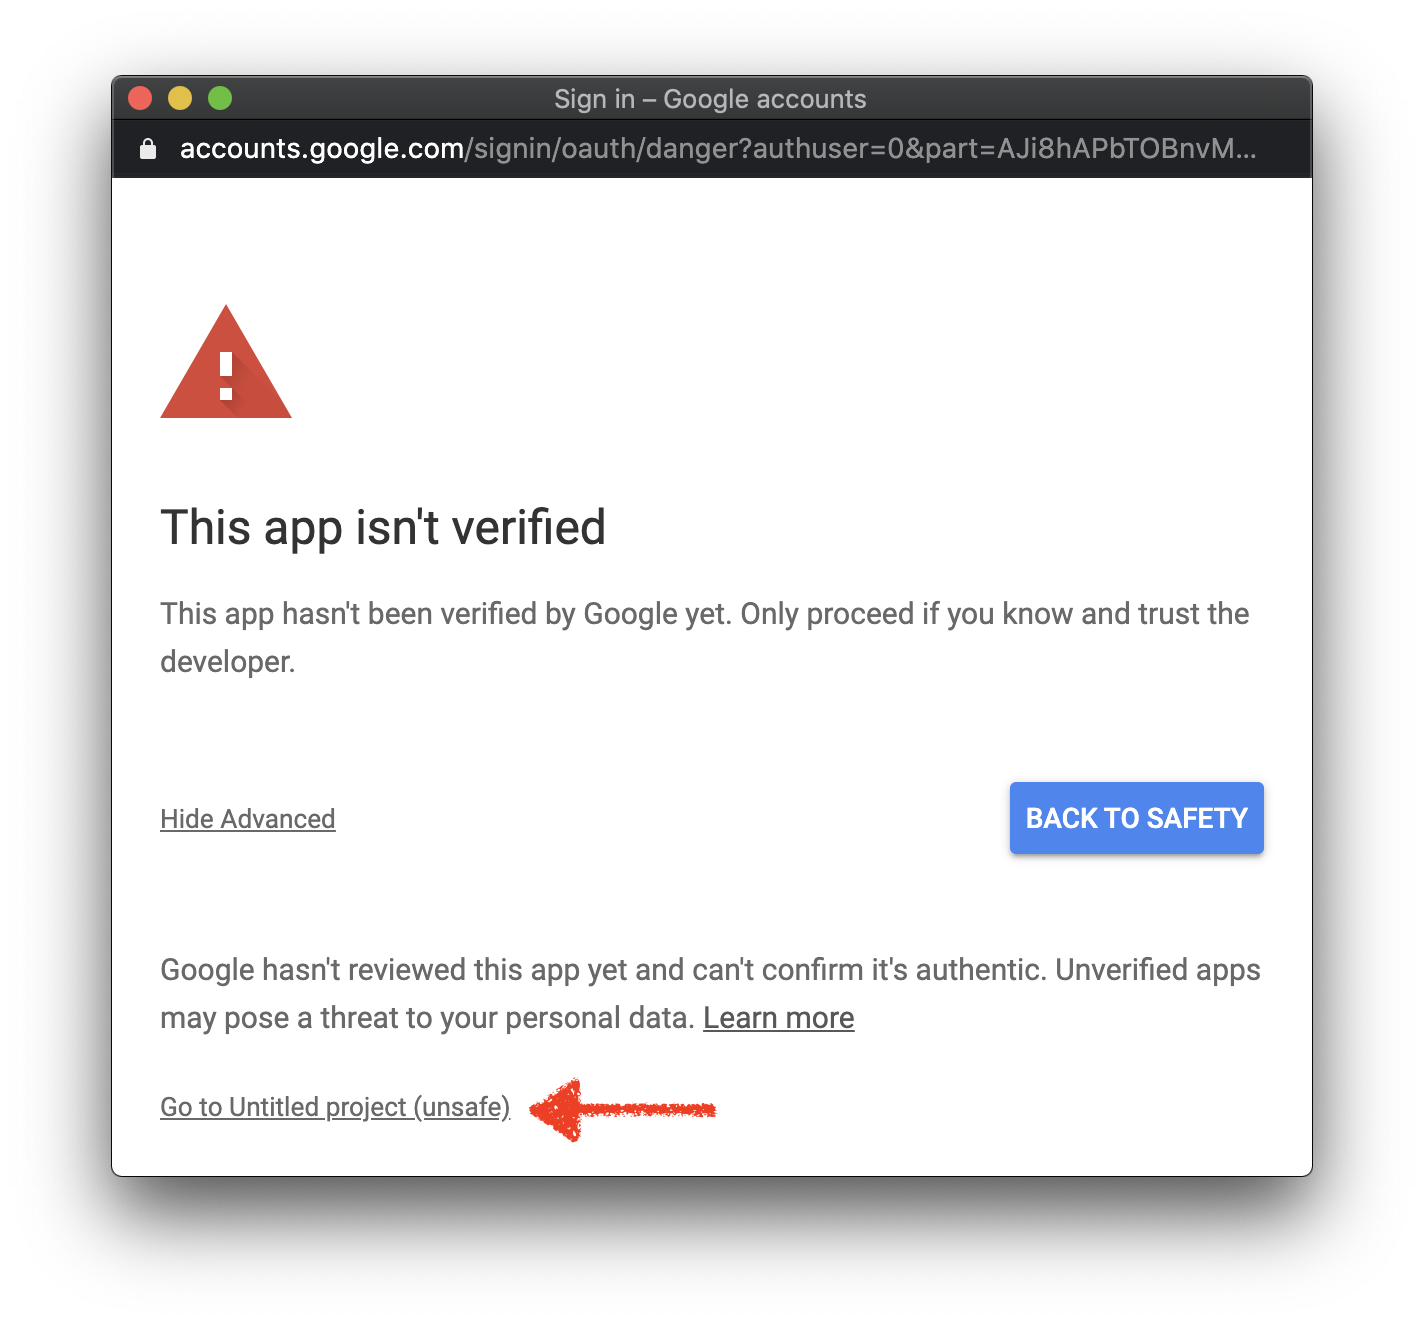 Sign in – Google accounts
accounts.google.com/signin/oauth/danger?authuser=0&part=AJi8hAPbTOBnvM...
This app isn't verified
This app hasn't been verified by Google yet. Only proceed if you know and trust the
developer.
Hide Advanced
BACK TO SAFETY
Google hasn't reviewed this app yet and can't confirm it's authentic. Unverified apps
may pose a threat to your personal data. Learn more
Go to Untitled project (unsafe)